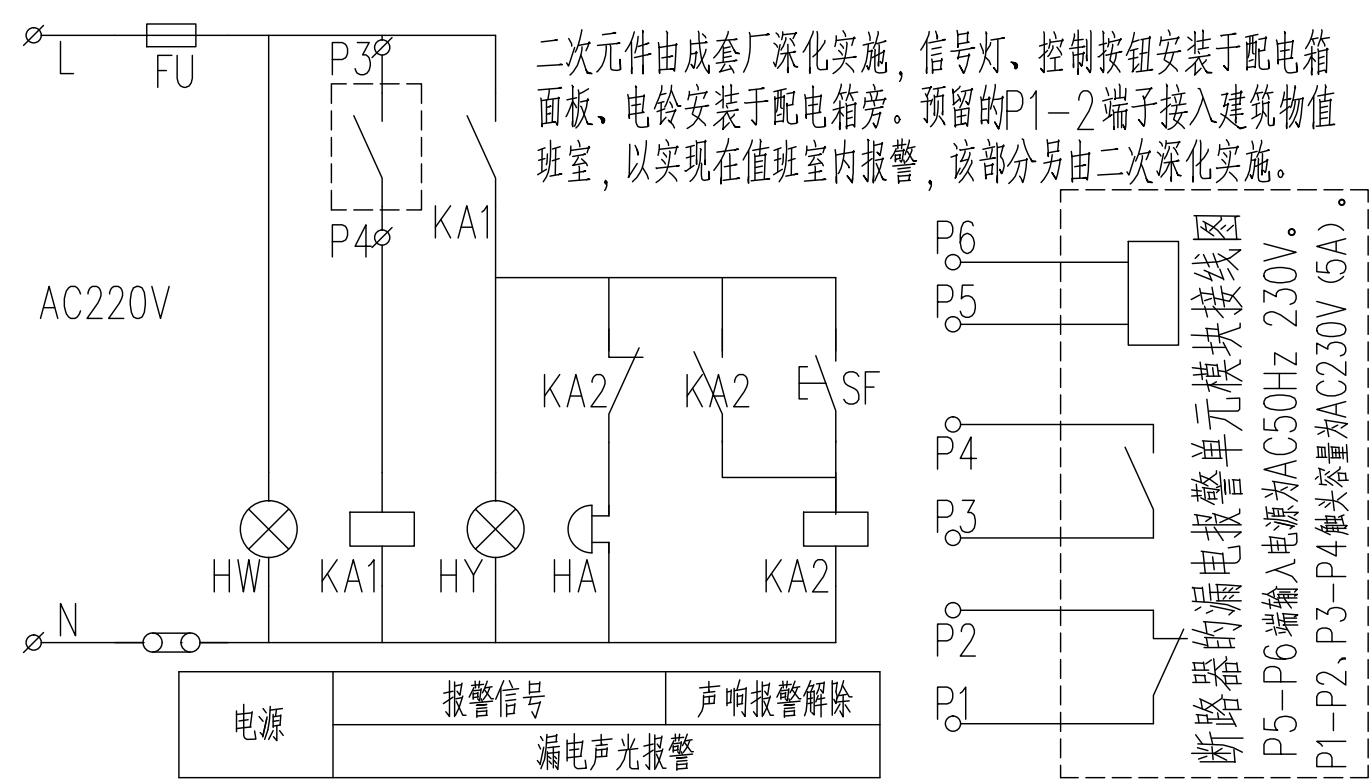 L
FU
P3
P4
KA1
AC220V
二次元件由成套厂深化实施，信号灯、控制按钮安装于配电箱
面板、电铃安装于配电箱旁。预留的P1-2端子接入建筑物值
班室，以实现在值班室内报警，该部分另由二次深化实施。
KA2
KA2
SF
HW
KA1
HY
HA
KA2
N
电源
报警信号
声响报警解除
漏电声光报警
P6
P5
P4
P3
P2
P1
断路器的漏电报警单元模块接线图
P5-P6端输入电源为AC50Hz 230V。
P1-P2、P3-P4触头容量为AC230V（5A）。